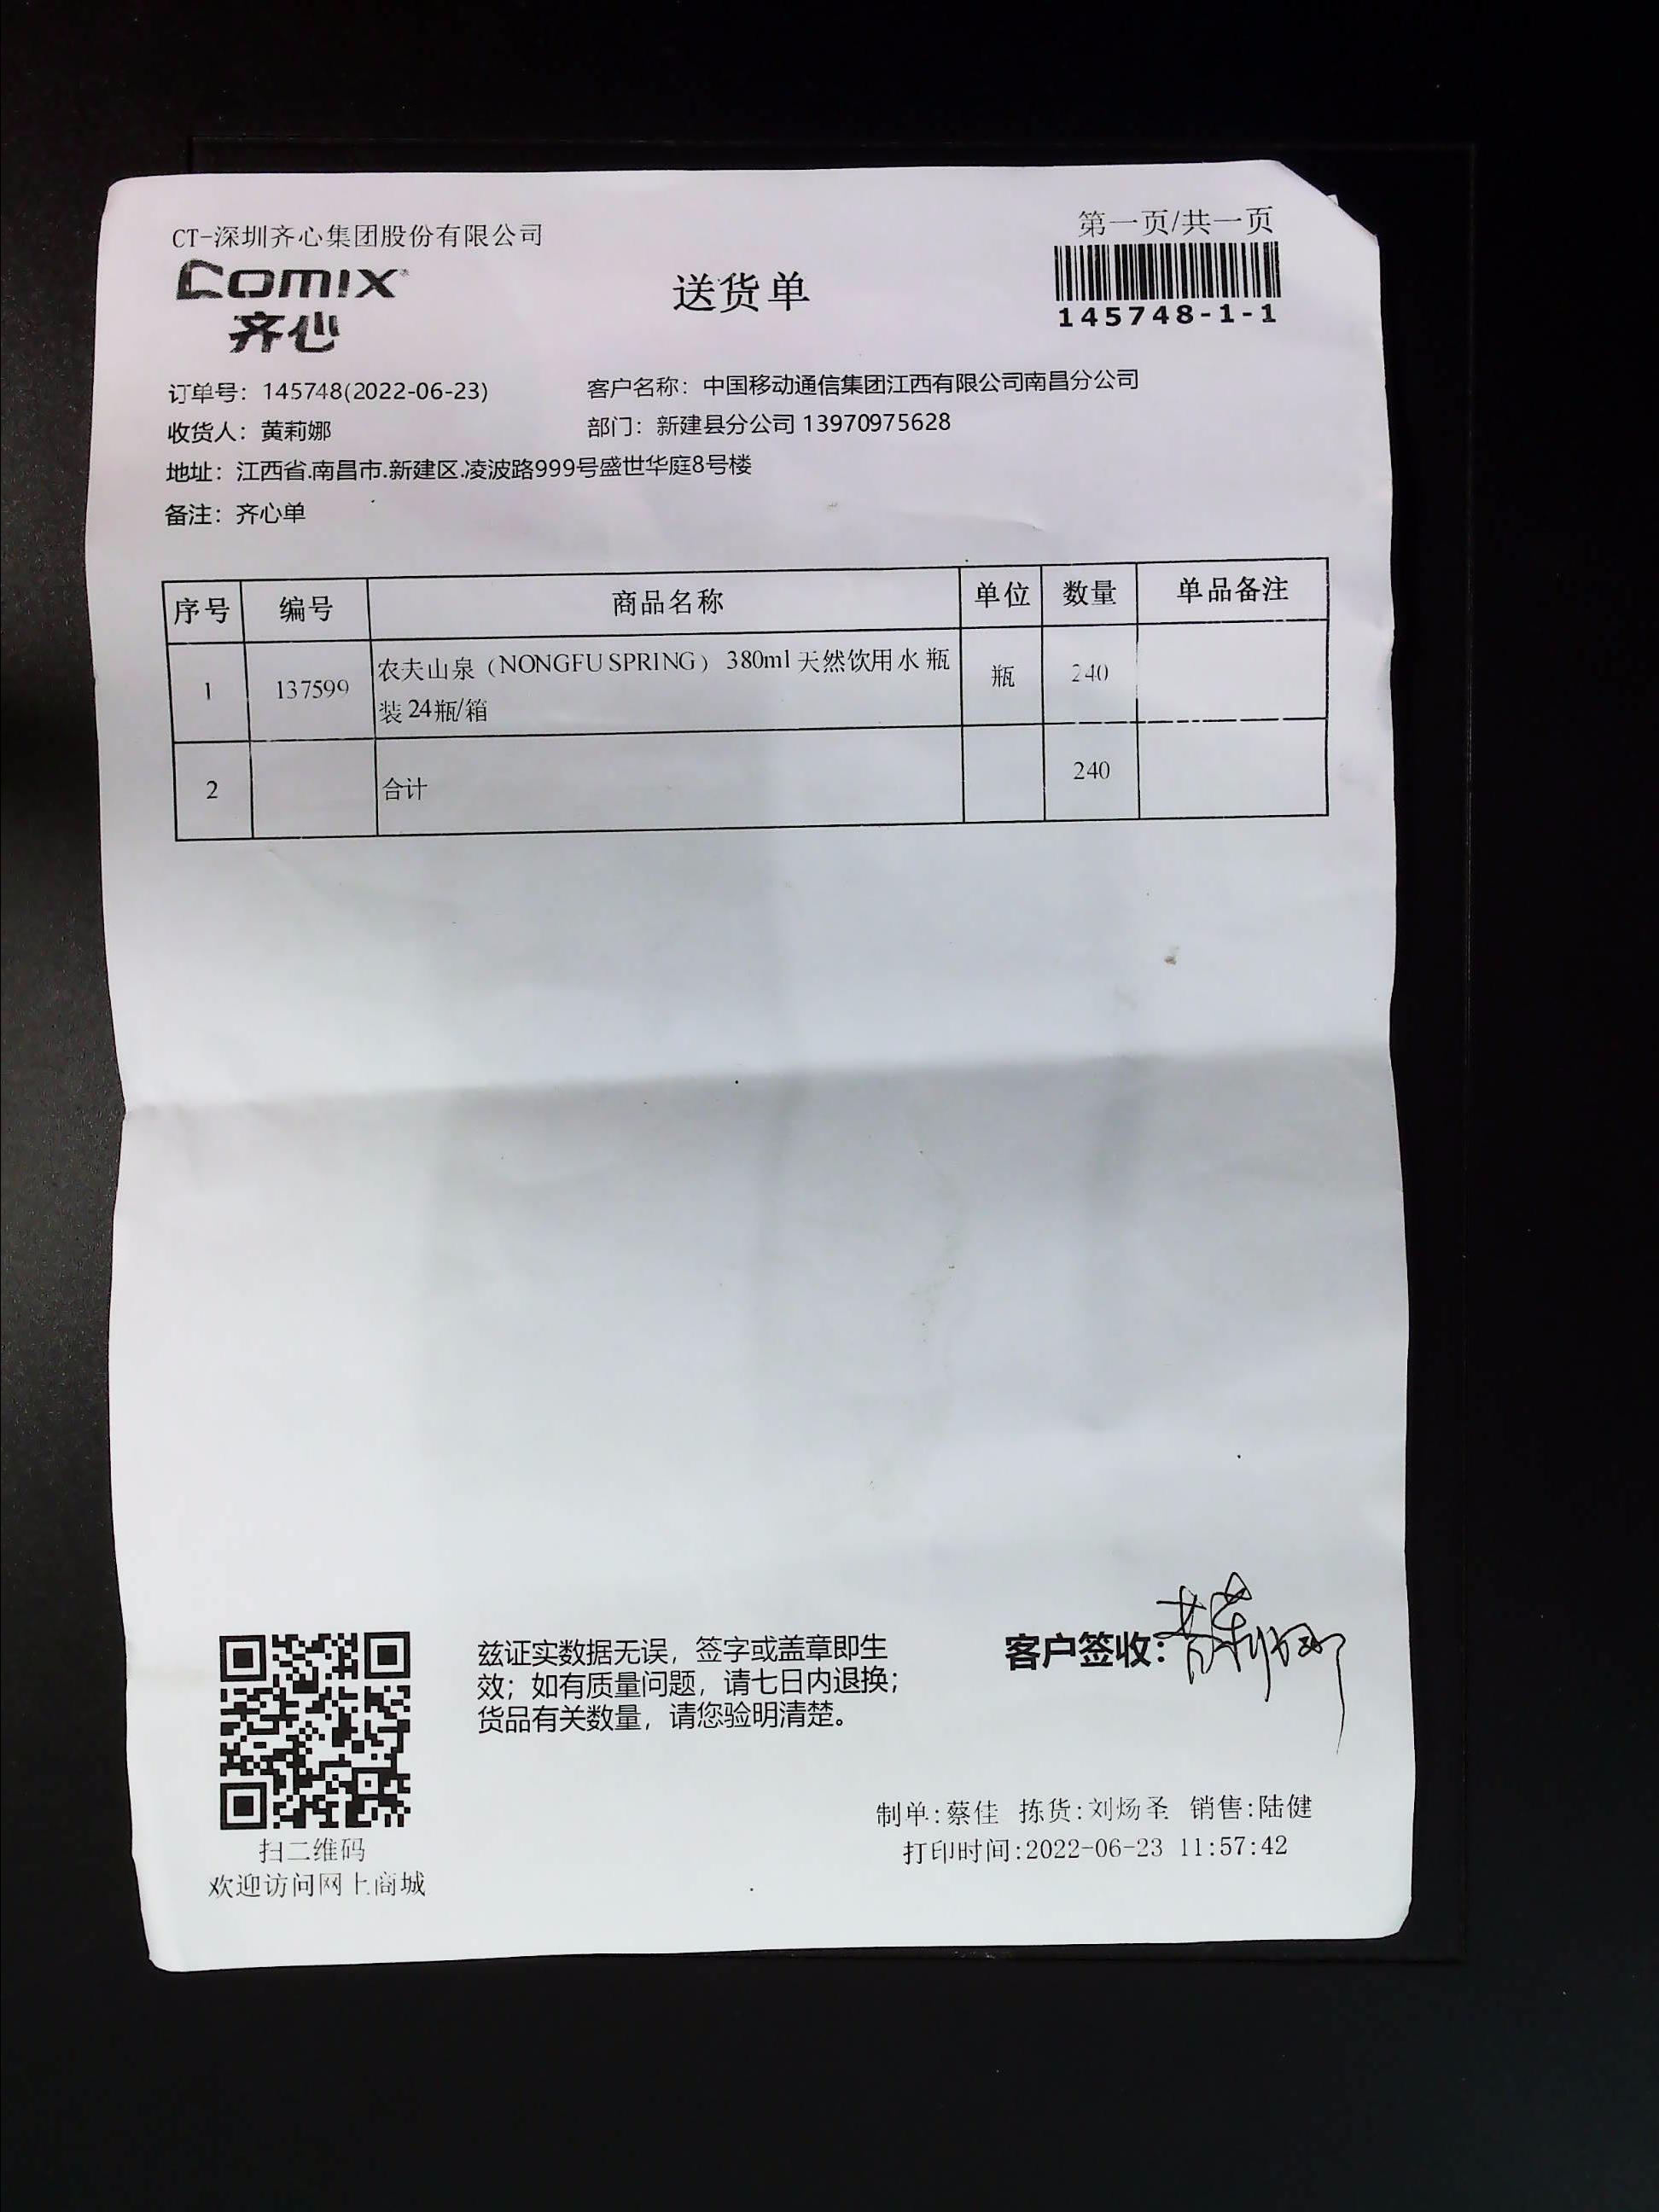 CT-深圳齐心集团股份有限公司
第一页/共一页
comix
齐心
送货单
145748-1-1
订单号：145748(2022-06-23)
客户名称：中国移动通信集团江西有限公司南昌分公司
收货人：黄莉娜
部门：新建县分公司 13970975628
地址：江西省.南昌市.新建区.凌波路999号盛世华庭8号楼
备注：齐心单
序号 编号 商品名称 单位 数量 单品备注
1 137599 农夫山泉（NONGFU SPRING）380ml 天然饮用水 瓶 瓶 240
装 24瓶/箱
2 合计 240
兹证实数据无误，签字或盖章即生
效；如有质量问题，请七日内退换；
货品有关数量，请您验明清楚。
客户签收：黄莉娜
扫二维码
欢迎访问网上商城
制单:蔡佳 拣货:刘炀圣 销售:陆健
打印时间:2022-06-23 11:57:42